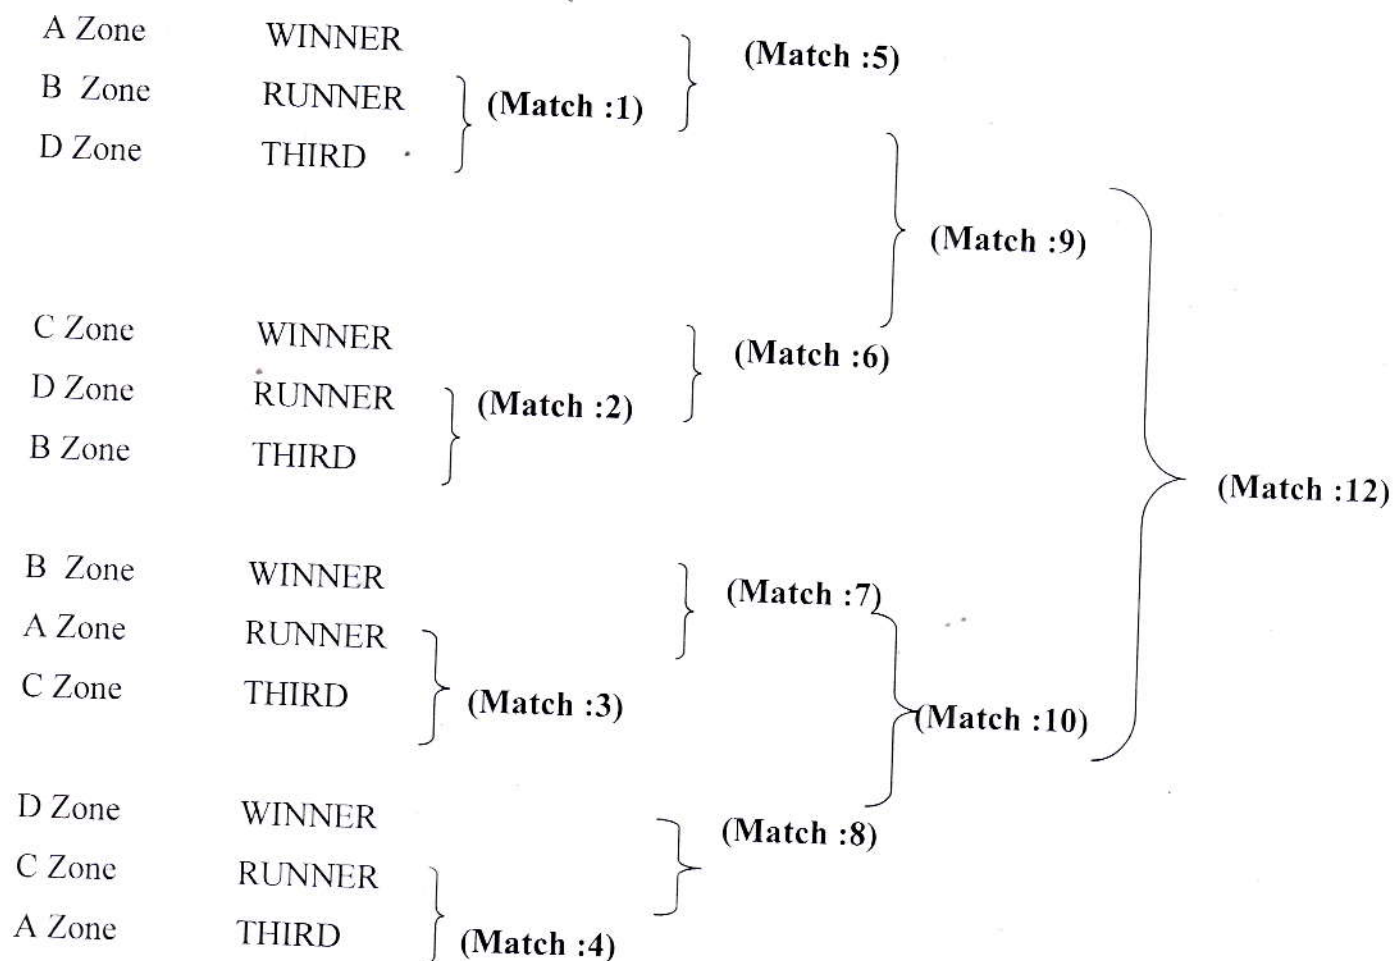 A Zone WINNER (Match :5)
B Zone RUNNER (Match :1)
D Zone THIRD
(Match :9)
C Zone WINNER (Match :6)
D Zone RUNNER (Match :2)
B Zone THIRD
(Match :12)
B Zone WINNER (Match :7)
A Zone RUNNER
C Zone THIRD (Match :3) (Match :10)
D Zone WINNER (Match :8)
C Zone RUNNER
A Zone THIRD (Match :4)